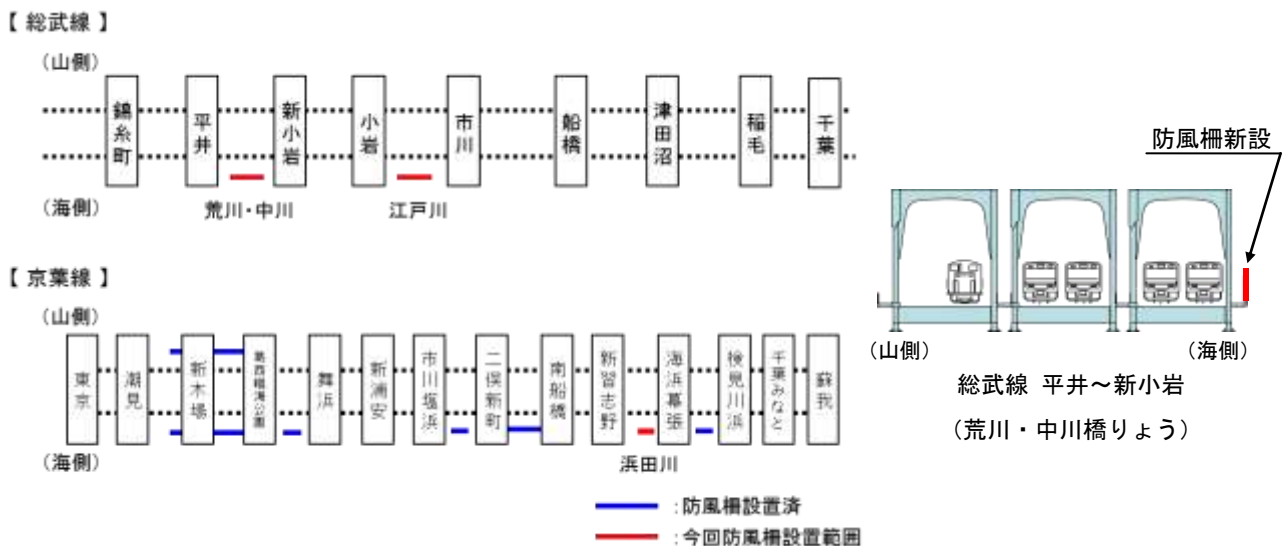 【 総武線 】
(山側)
錦糸町
平井
新小岩
小岩
市川
船橋
津田沼
稲毛
千葉
(海側)
荒川・中川
江戸川
【 京葉線 】
(山側)
東京
潮見
新木場
葛西臨海公園
舞浜
新浦安
市川塩浜
二俣新町
南船橋
新習志野
海浜幕張
検見川浜
千葉みなと
蘇我
(海側)
浜田川
:防風柵設置済
:今回防風柵設置範囲
防風柵新設
(山側)
(海側)
総武線 平井~新小岩
(荒川・中川橋りょう)